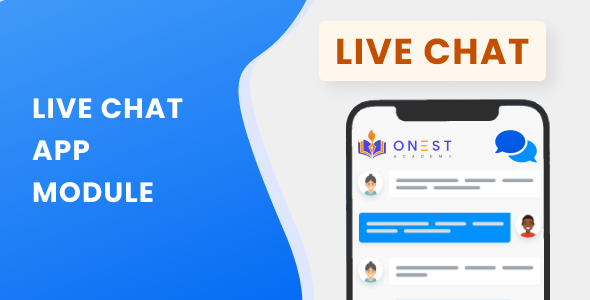 LIVE CHAT
APP
MODULE
LIVE CHAT
ONEST
ACADEMY